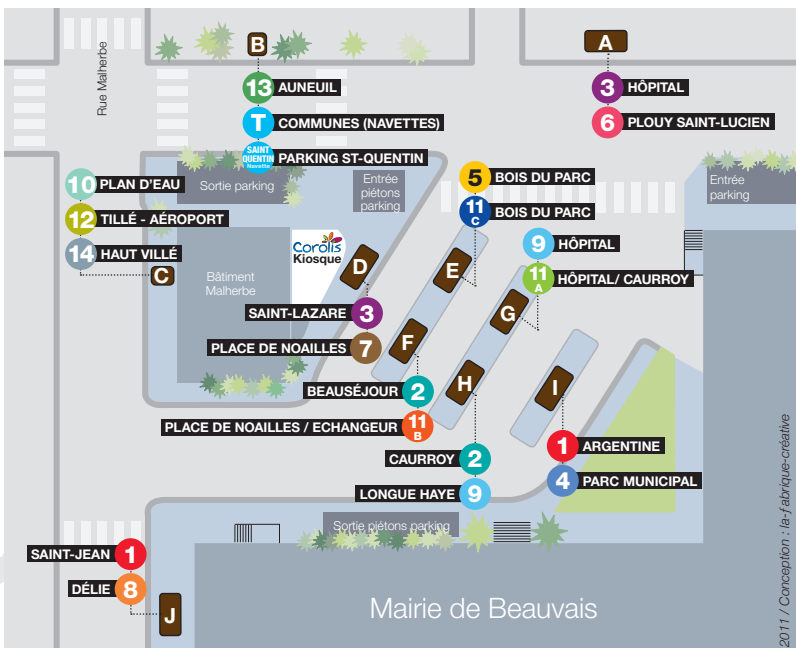 B
A
Rue Malherbe
13 AUNEUIL
3 HÔPITAL
T COMMUNES (NAVETTES)
6 PLOUY SAINT-LUCIEN
SAINT
QUENTIN
Navette
PARKING ST-QUENTIN
Sortie parking
Entrée
piétons
parking
5 BOIS DU PARC
Entrée
parking
10 PLAN D'EAU
11 C BOIS DU PARC
12 TILLÉ - AÉROPORT
9 HÔPITAL
14 HAUT VILLÉ
Corolis
Kiosque
C
Bâtiment
Malherbe
D
E
11 A HÔPITAL/ CAURROY
SAINT-LAZARE 3
G
PLACE DE NOAILLES 7
F
BEAUSÉJOUR 2
H
I
PLACE DE NOAILLES / ECHANGEUR 11 B
1 ARGENTINE
CAURROY 2
4 PARC MUNICIPAL
LONGUE HAYE 9
Sortie piétons parking
SAINT-JEAN 1
DÉLIE 8
J
Mairie de Beauvais
2011 / Conception : la-fabrique-créative